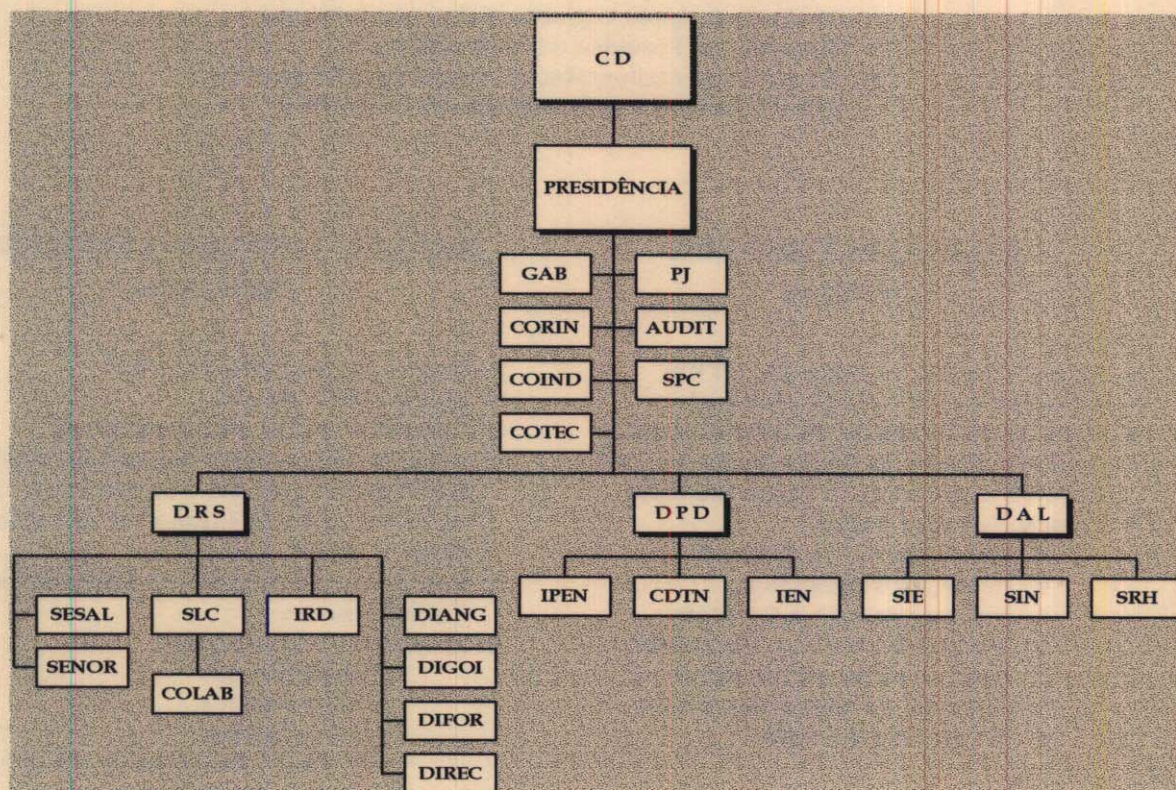 CD
PRESIDÊNCIA
GAB
PJ
CORIN
AUDIT
COIND
SPC
COTEC
DRS
DPD
DAL
SESAL
SLC
IRD
DIANG
IPEN
CDTN
IEN
SIE
SIN
SRH
SENOR
COLAB
DIGOI
DIFOR
DIREC